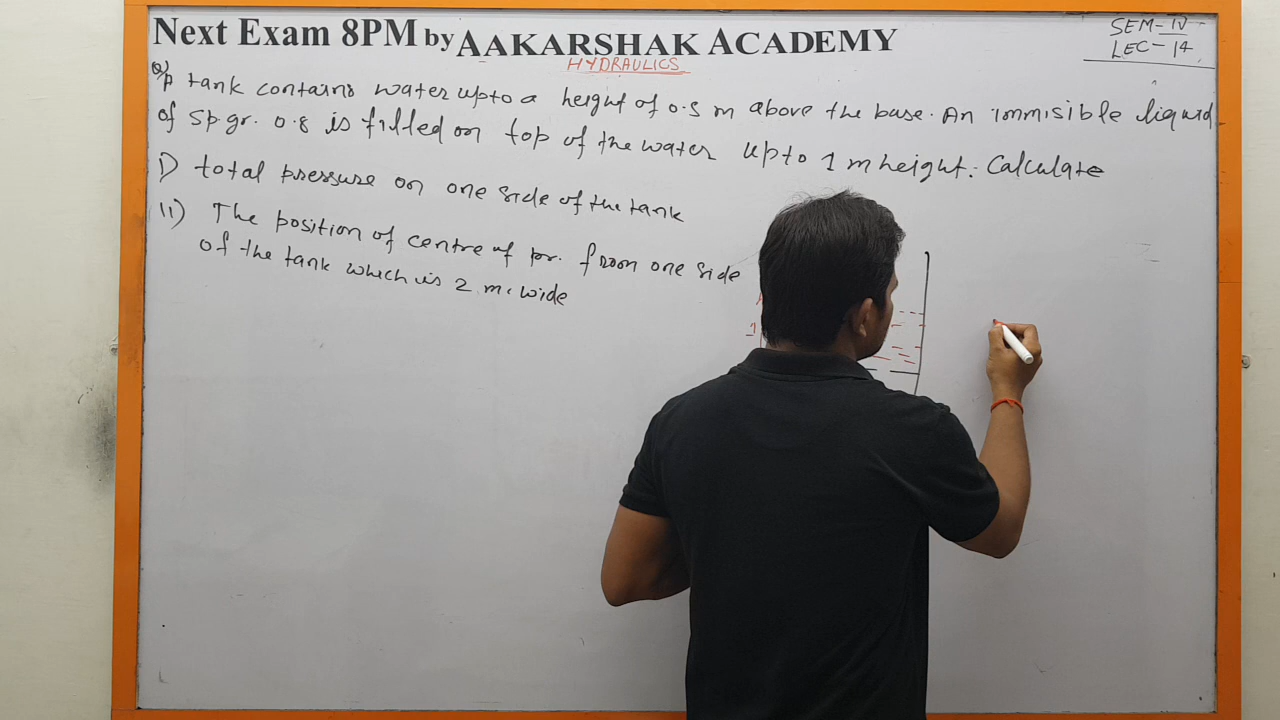 Next Exam 8PM by AAKARSHAK ACADEMY
SEM-IV
LEC-14
HYDRAULICS
Q) A tank contains water upto a height of 0.5 m above the base. An immisible liquid
of sp.gr. 0.8 is filled on top of the water upto 1 m height. Calculate
I) total pressure on one side of the tank
II) The position of centre of pr. from one side
of the tank which is 2 m. wide
1